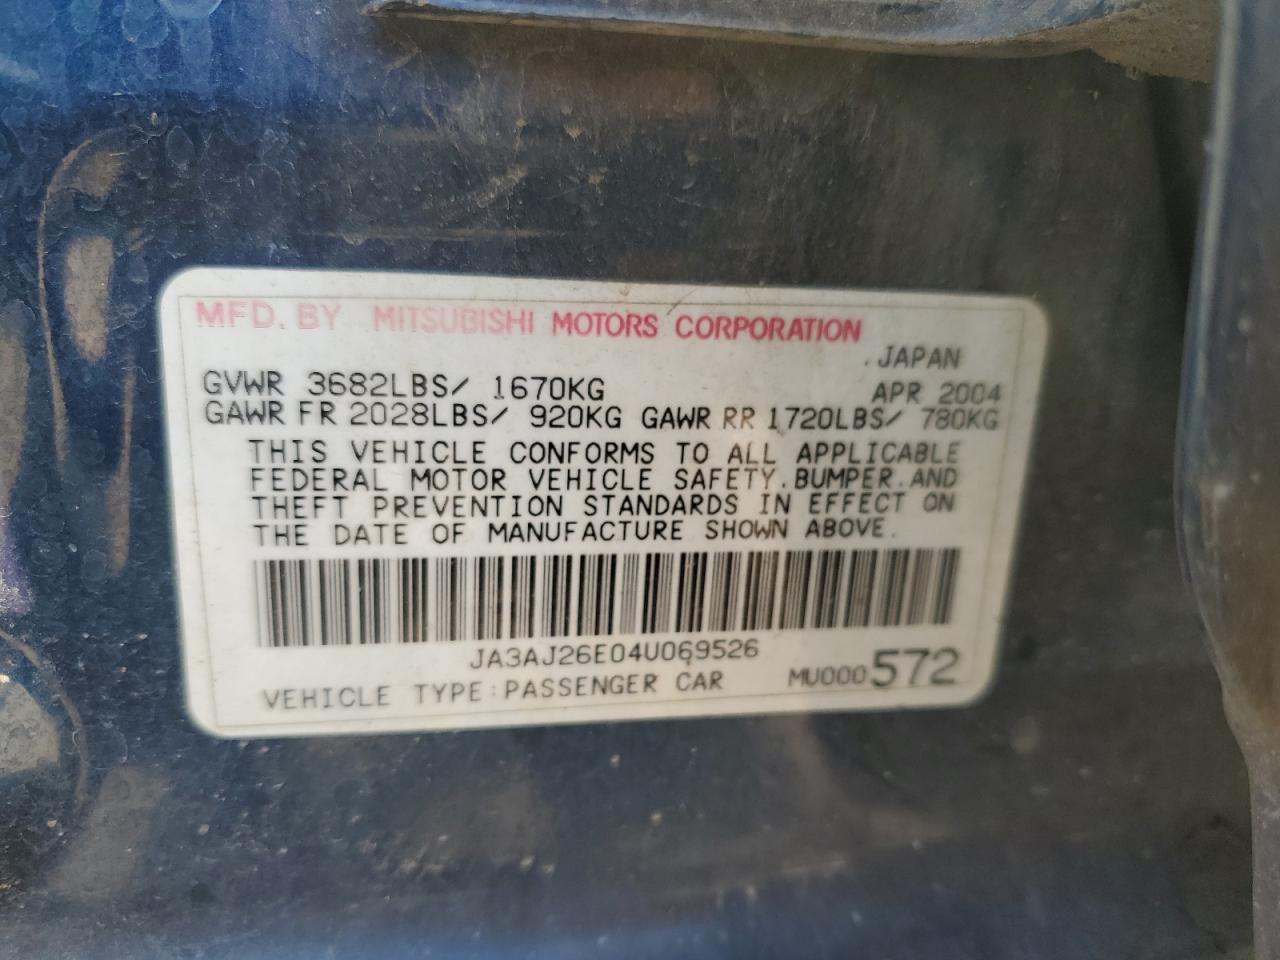 MFD. BY MITSUBISHI MOTORS CORPORATION
.JAPAN
GVWR 3682LBS/ 1670KG APR 2004
GAWR FR 2028LBS/ 920KG GAWR RR 1720LBS/ 780KG
THIS VEHICLE CONFORMS TO ALL APPLICABLE
FEDERAL MOTOR VEHICLE SAFETY.BUMPER.AND
THEFT PREVENTION STANDARDS IN EFFECT ON
THE DATE OF MANUFACTURE SHOWN ABOVE.
JA3AJ26E04U069526
VEHICLE TYPE:PASSENGER CAR MU000572